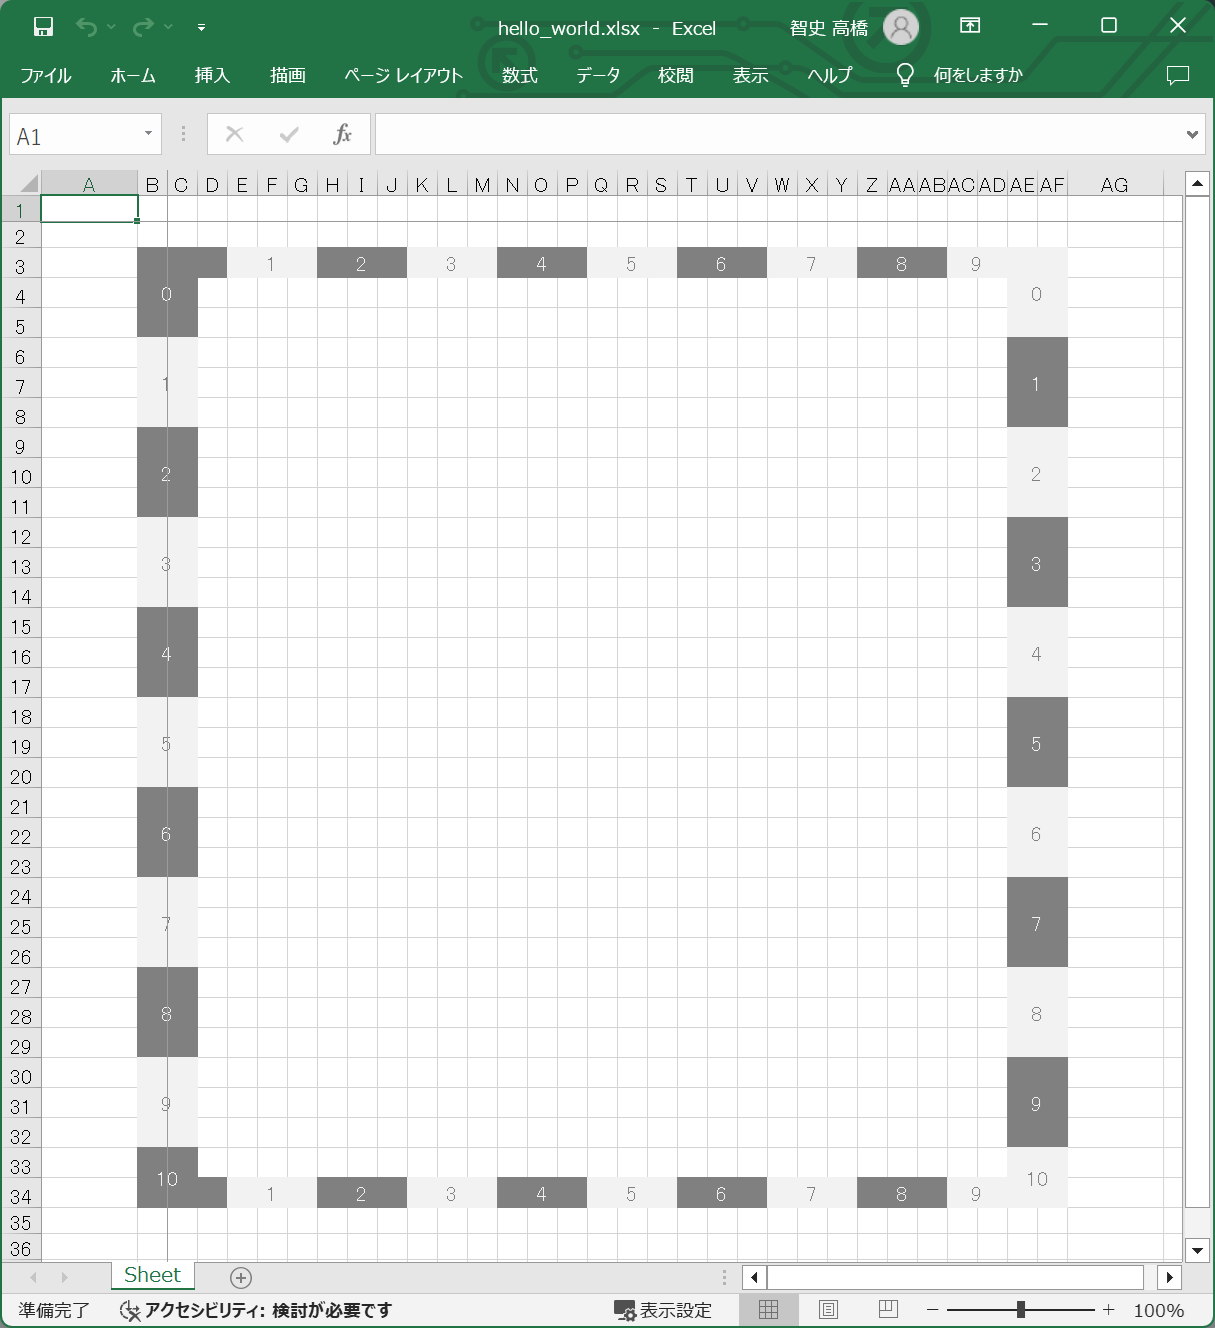 hello_world.xlsx - Excel 智史 高橋
ファイル ホーム 挿入 描画 ページ レイアウト 数式 データ 校閲 表示 ヘルプ 何をしますか
A1 fx
A B C D E F G H I J K L M N O P Q R S T U V W X Y Z AA AB AC AD AE AF AG
1
2
3 1 2 3 4 5 6 7 8 9
4 0 0
5
6
7 1 1
8
9
10 2 2
11
12
13 3 3
14
15
16 4 4
17
18
19 5 5
20
21
22 6 6
23
24
25 7 7
26
27
28 8 8
29
30
31 9 9
32
33 10 10
34 1 2 3 4 5 6 7 8 9
35
36
Sheet
準備完了 アクセシビリティ: 検討が必要です 表示設定 100%